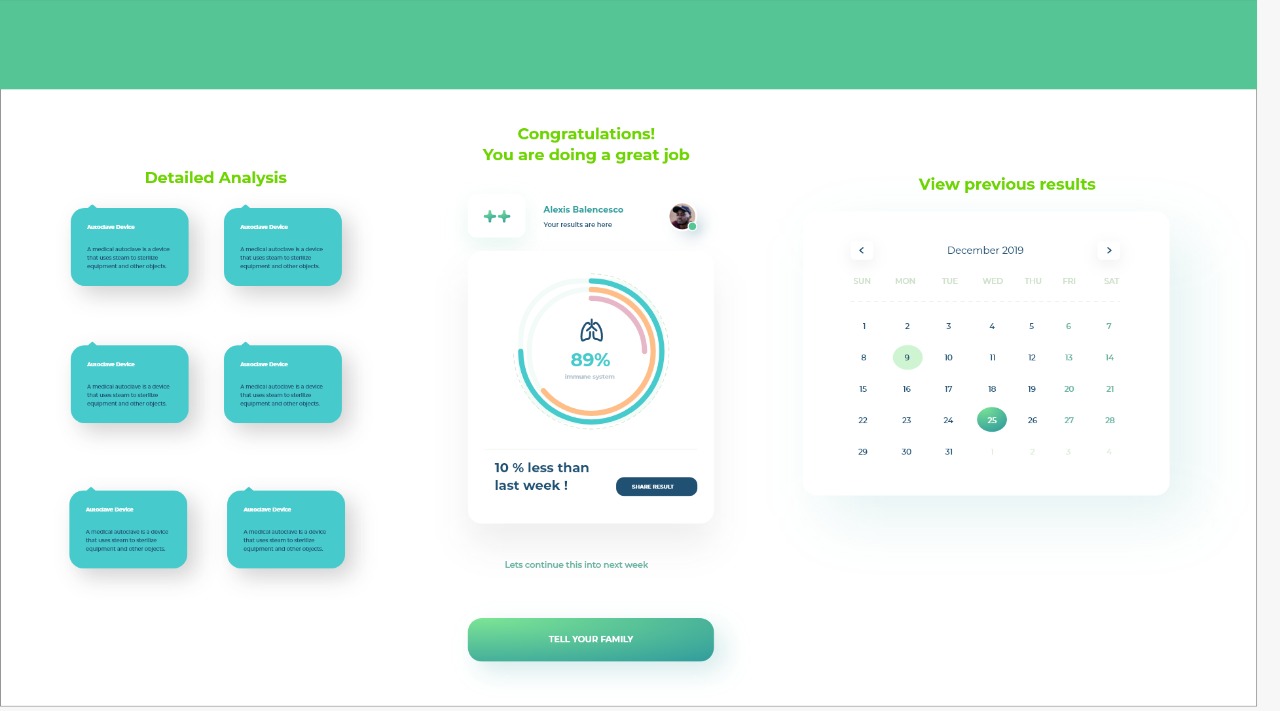 Detailed Analysis
Autoclave Device
A medical autoclave is a device
that uses steam to sterilize
equipment and other objects.
Autoclave Device
A medical autoclave is a device
that uses steam to sterilize
equipment and other objects.
Autoclave Device
A medical autoclave is a device
that uses steam to sterilize
equipment and other objects.
Autoclave Device
A medical autoclave is a device
that uses steam to sterilize
equipment and other objects.
Autoclave Device
A medical autoclave is a device
that uses steam to sterilize
equipment and other objects.
Autoclave Device
A medical autoclave is a device
that uses steam to sterilize
equipment and other objects.
Congratulations!
You are doing a great job
Alexis Balencesco
Your results are here
89%
Immune system
10 % less than
last week !
SHARE RESULT
Lets continue this into next week
TELL YOUR FAMILY
View previous results
December 2019
SUN MON TUE WED THU FRI SAT
1 2 3 4 5 6 7
8 9 10 11 12 13 14
15 16 17 18 19 20 21
22 23 24 25 26 27 28
29 30 31 1 2 3 4